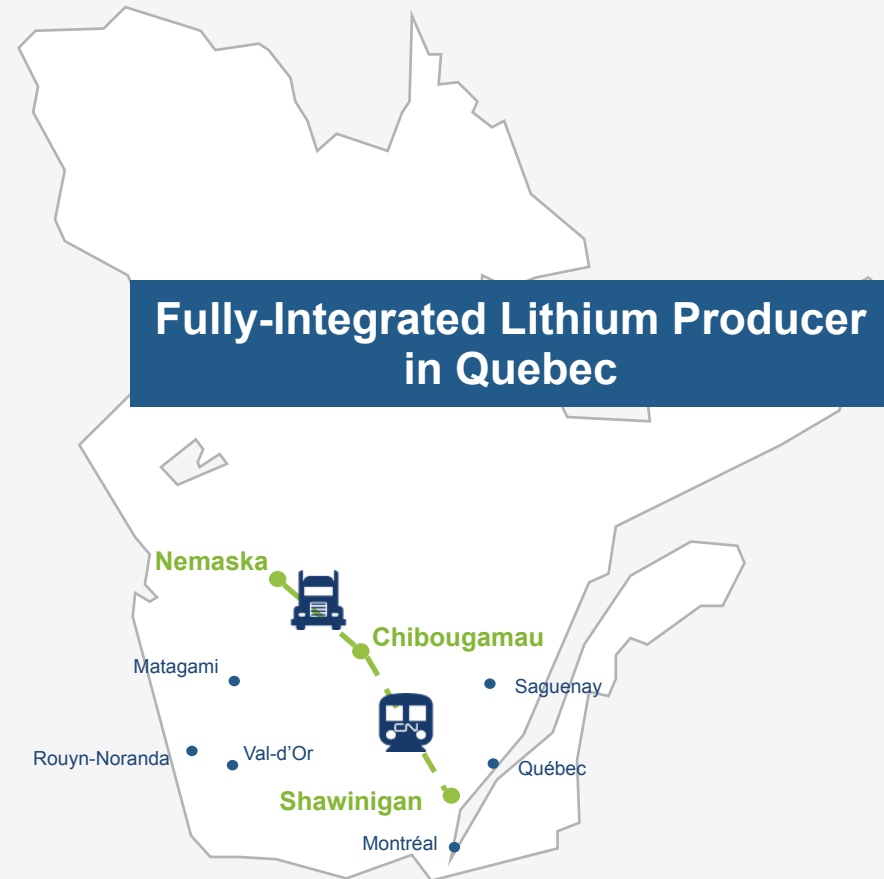 Fully-Integrated Lithium Producer
in Quebec
Nemaska
Chibougamau
Matagami
Saguenay
CN
Rouyn-Noranda
Val-d’Or
Québec
Shawinigan
Montréal